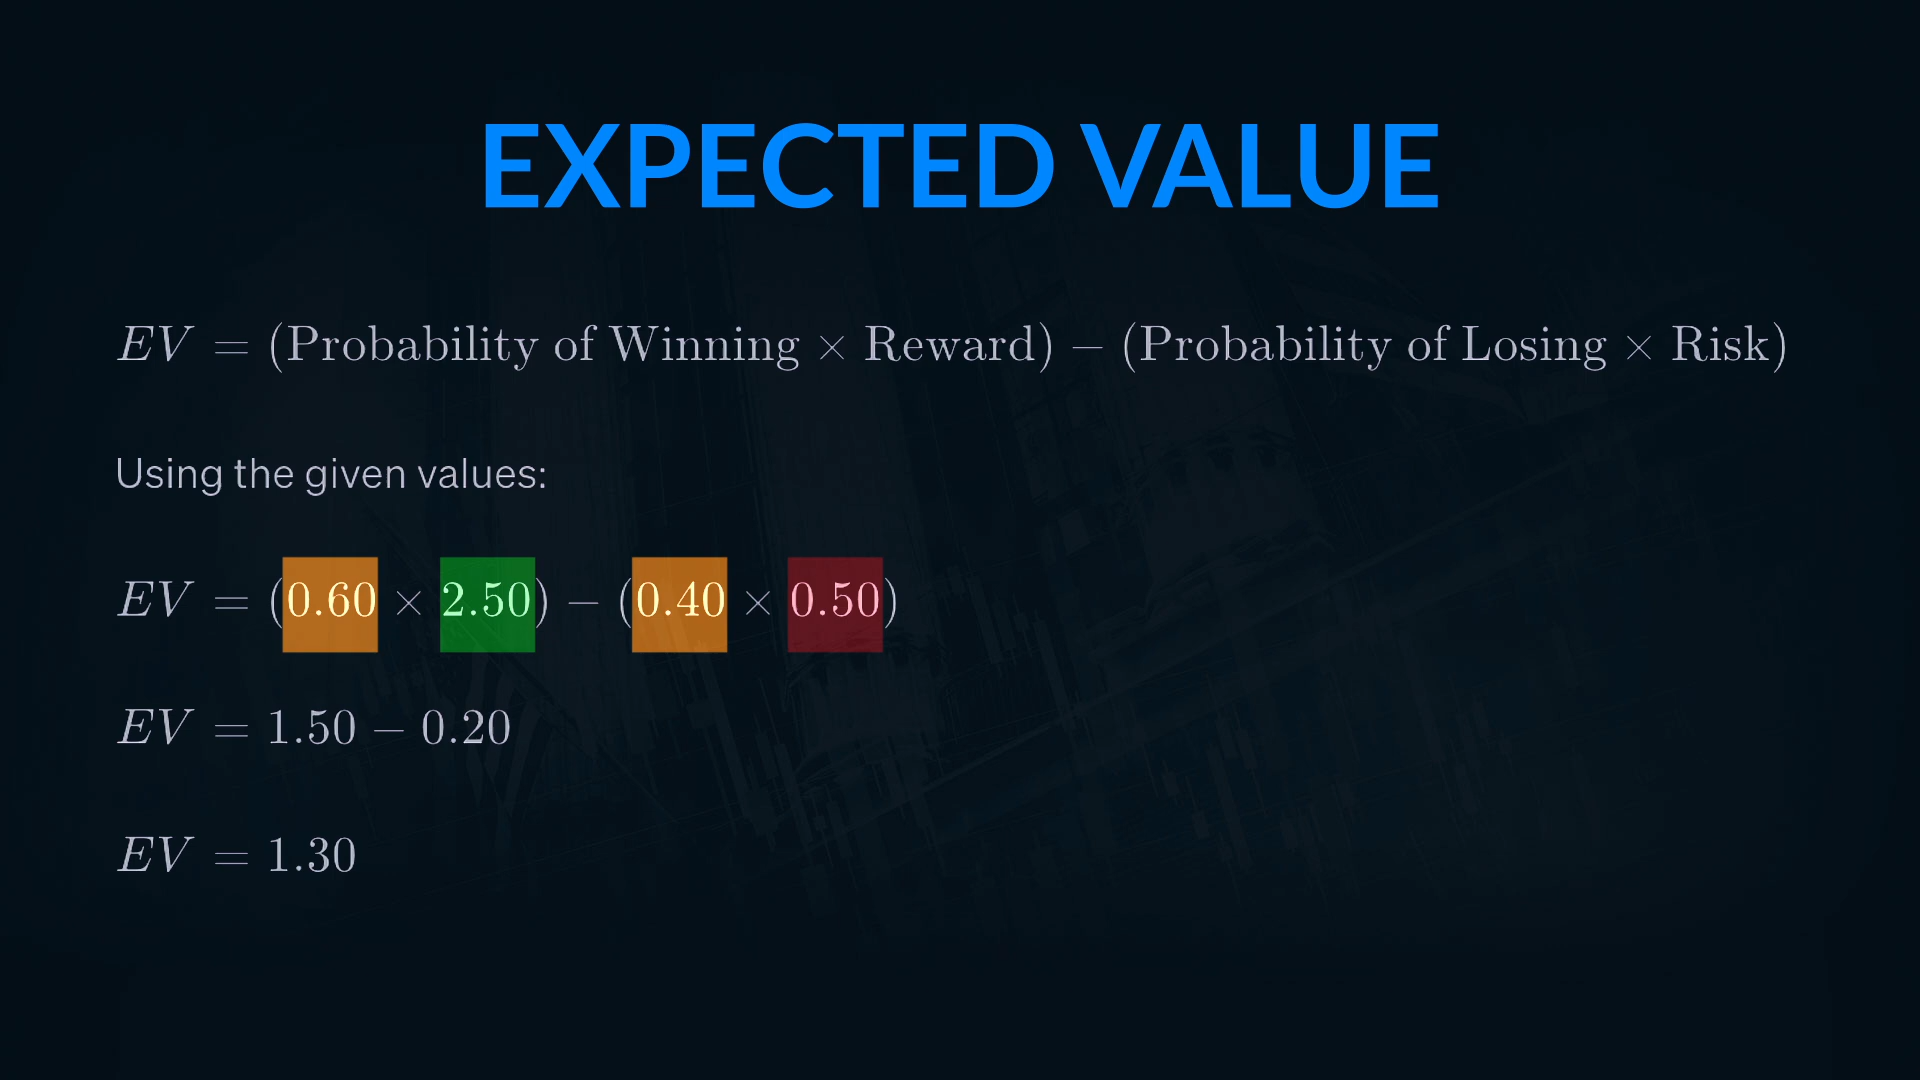 EXPECTED VALUE
EV = (Probability of Winning × Reward) − (Probability of Losing × Risk)
Using the given values:
EV = (0.60 × 2.50) − (0.40 × 0.50)
EV = 1.50 − 0.20
EV = 1.30